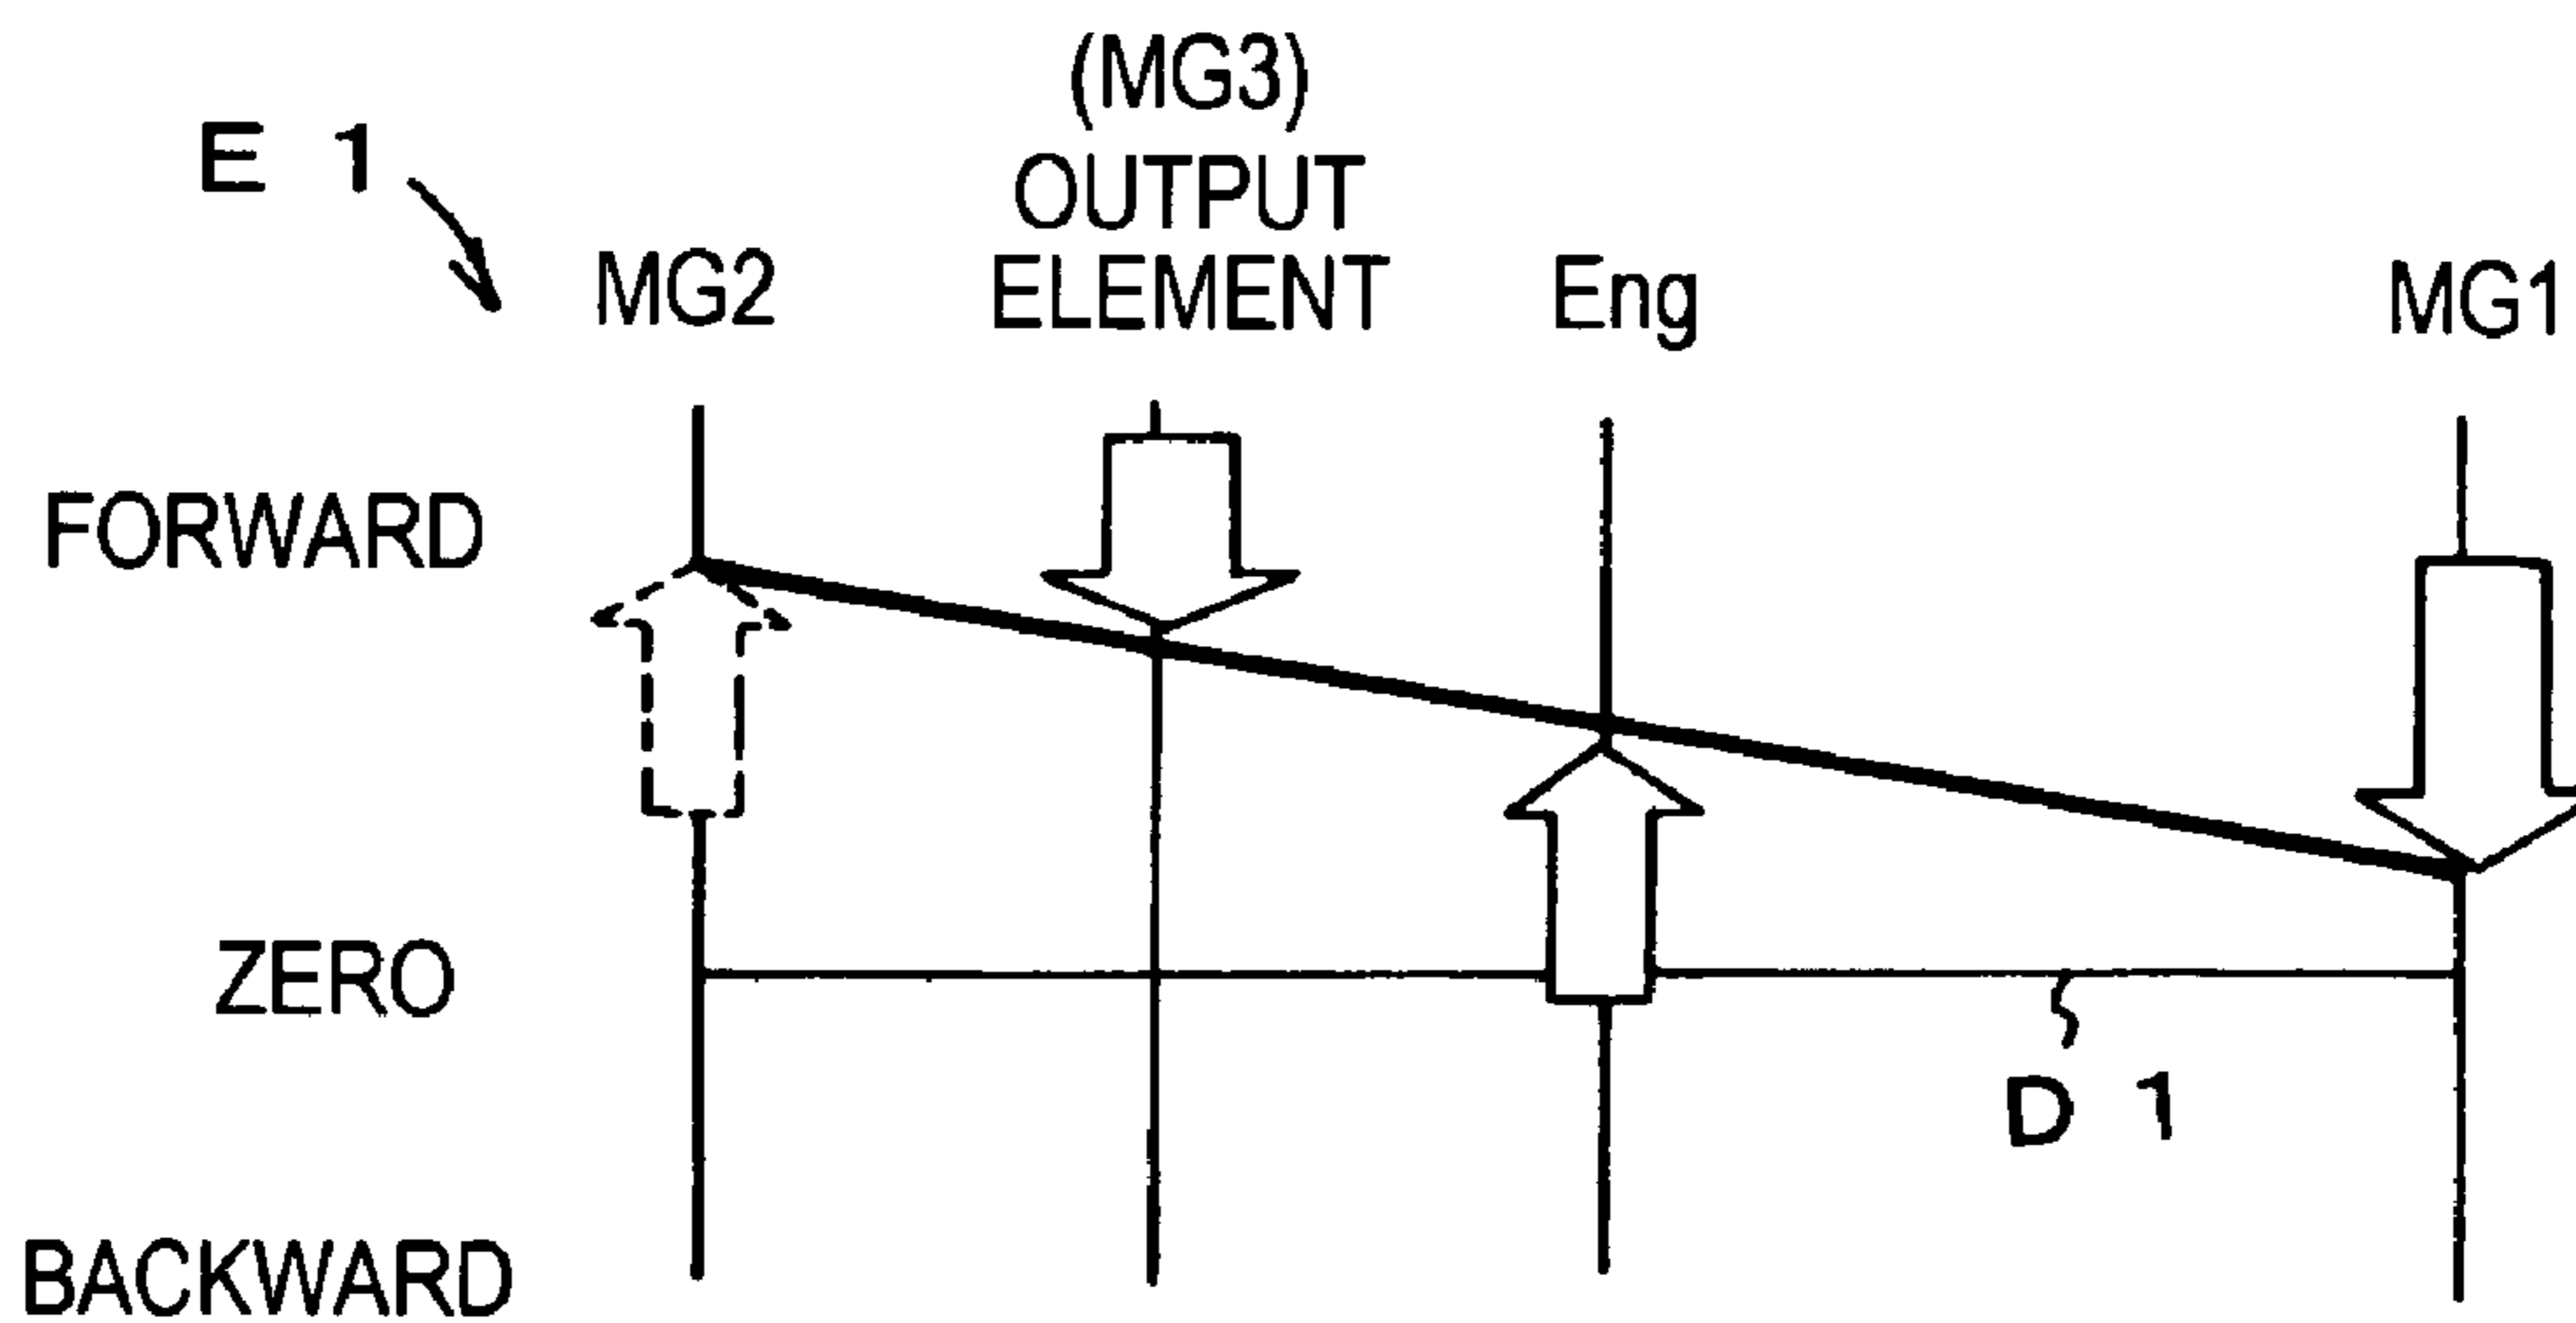 E 1
MG2
(MG3)
OUTPUT
ELEMENT
Eng
MG1
FORWARD
ZERO
D 1
BACKWARD